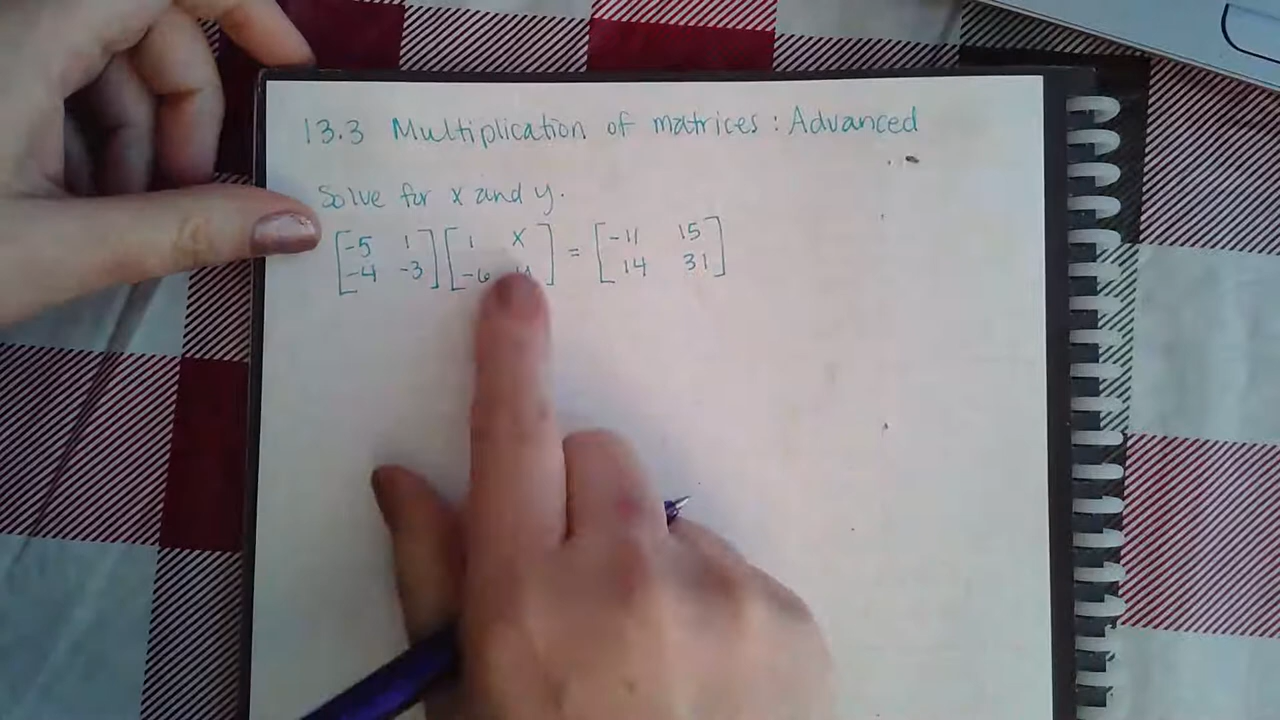 13.3 Multiplication of matrices : Advanced
Solve for x and y.
[-5 1] [1 x] = [-11 15]
[-4 -3] [-6 [14 31]